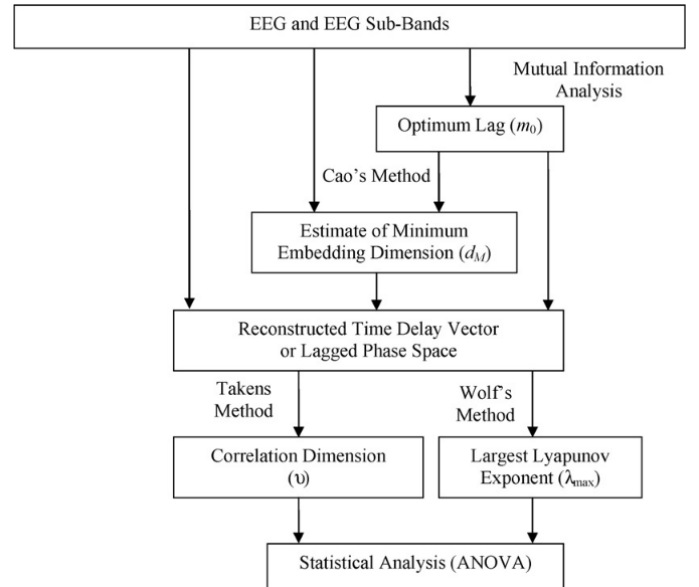 EEG and EEG Sub-Bands
Mutual Information
Analysis
Optimum Lag (m₀)
Cao's Method
Estimate of Minimum
Embedding Dimension (d_M)
Reconstructed Time Delay Vector
or Lagged Phase Space
Takens
Method
Wolf's
Method
Correlation Dimension
(υ)
Largest Lyapunov
Exponent (λ_max)
Statistical Analysis (ANOVA)